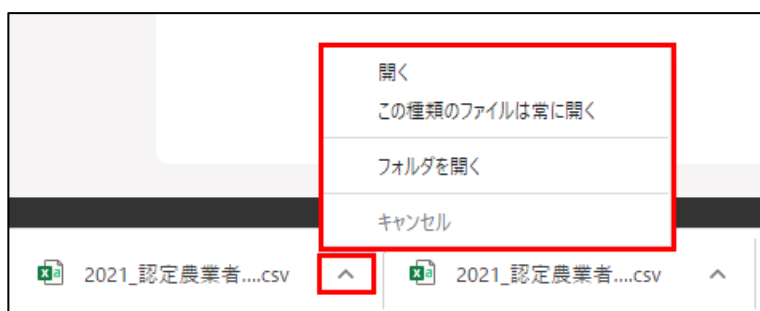 開く
この種類のファイルは常に開く
フォルダを開く
キャンセル
2021_認定農業者....csv
2021_認定農業者....csv